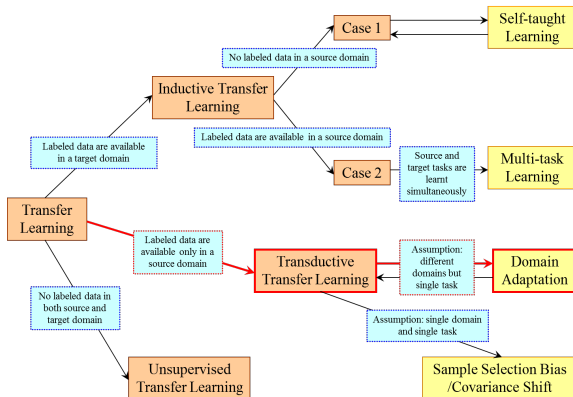 Case 1
Self-taught
Learning
No labeled data in a source domain
Inductive Transfer
Learning
Labeled data are available
in a target domain
Labeled data are available in a source domain
Case 2
Source and
target tasks are
learnt
simultaneously
Multi-task
Learning
Transfer
Learning
Labeled data are
available only in a
source domain
Transductive
Transfer Learning
Assumption:
different
domains but
single task
Domain
Adaptation
No labeled data in
both source and
target domain
Assumption: single domain
and single task
Unsupervised
Transfer Learning
Sample Selection Bias
/Covariance Shift